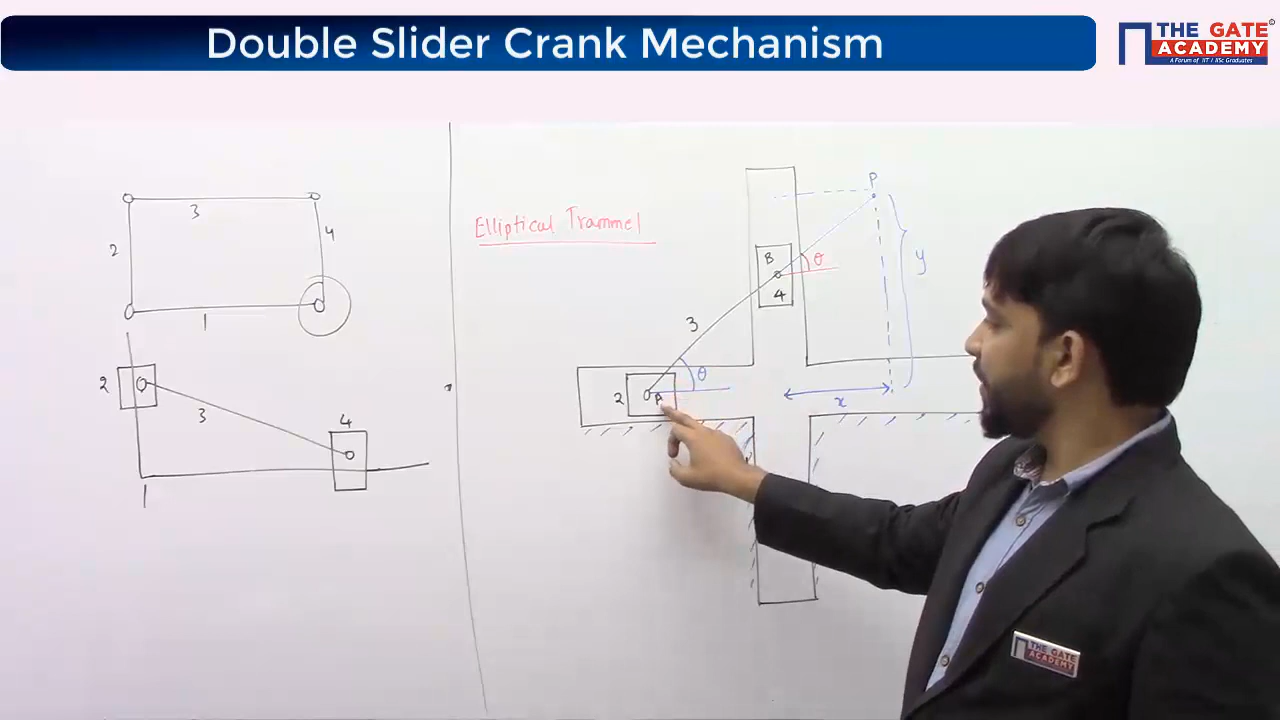 Double Slider Crank Mechanism
THE GATE
ACADEMY
A Forum of IIT / IISc Graduates
3
2
4
1
2
3
4
1
Elliptical Trammel
P
B
θ
y
4
3
θ
2
A
x
THE GATE
ACADEMY